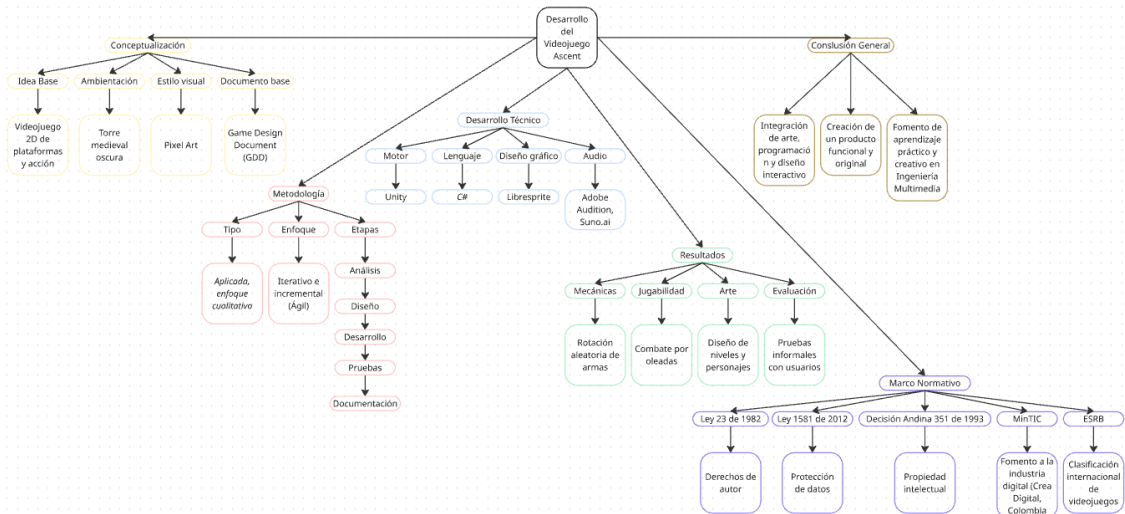 Desarrollo
del
Videojuego
Ascent
Conceptualización
Idea Base
Ambientación
Estilo visual
Documento base
Videojuego
2D de
plataformas
y acción
Torre
medieval
oscura
Pixel Art
Game Design
Document
(GDD)
Desarrollo Técnico
Motor
Lenguaje
Diseño gráfico
Audio
Unity
C#
Libresprite
Adobe
Audition,
Suno.ai
Conslusión General
Integración
de arte,
programació
n y diseño
interactivo
Creación de
un producto
funcional y
original
Fomento de
aprendizaje
práctico y
creativo en
Ingeniería
Multimedia
Metodología
Tipo
Enfoque
Etapas
Aplicada,
enfoque
cualitativo
Iterativo e
incremental
(Ágil)
Análisis
Diseño
Desarrollo
Pruebas
Documentación
Resultados
Mecánicas
Jugabilidad
Arte
Evaluación
Rotación
aleatoria de
armas
Combate por
oleadas
Diseño de
niveles y
personajes
Pruebas
informales
con usuarios
Marco Normativo
Ley 23 de 1982
Ley 1581 de 2012
Decisión Andina 351 de 1993
MinTIC
ESRB
Derechos de
autor
Protección
de datos
Propiedad
intelectual
Fomento a la
industria
digital (Crea
Digital,
Colombia
Clasificación
internacional
de
videojuegos